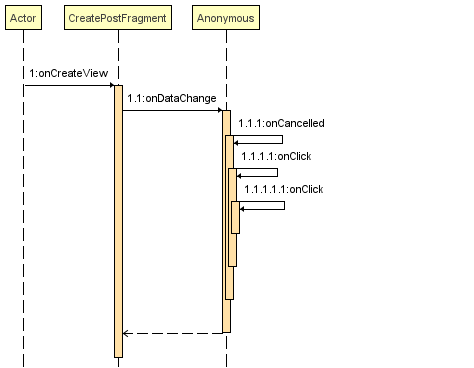 Actor
CreatePostFragment
Anonymous
1:onCreateView
1.1:onDataChange
1.1.1:onCancelled
1.1.1.1:onClick
1.1.1.1.1:onClick